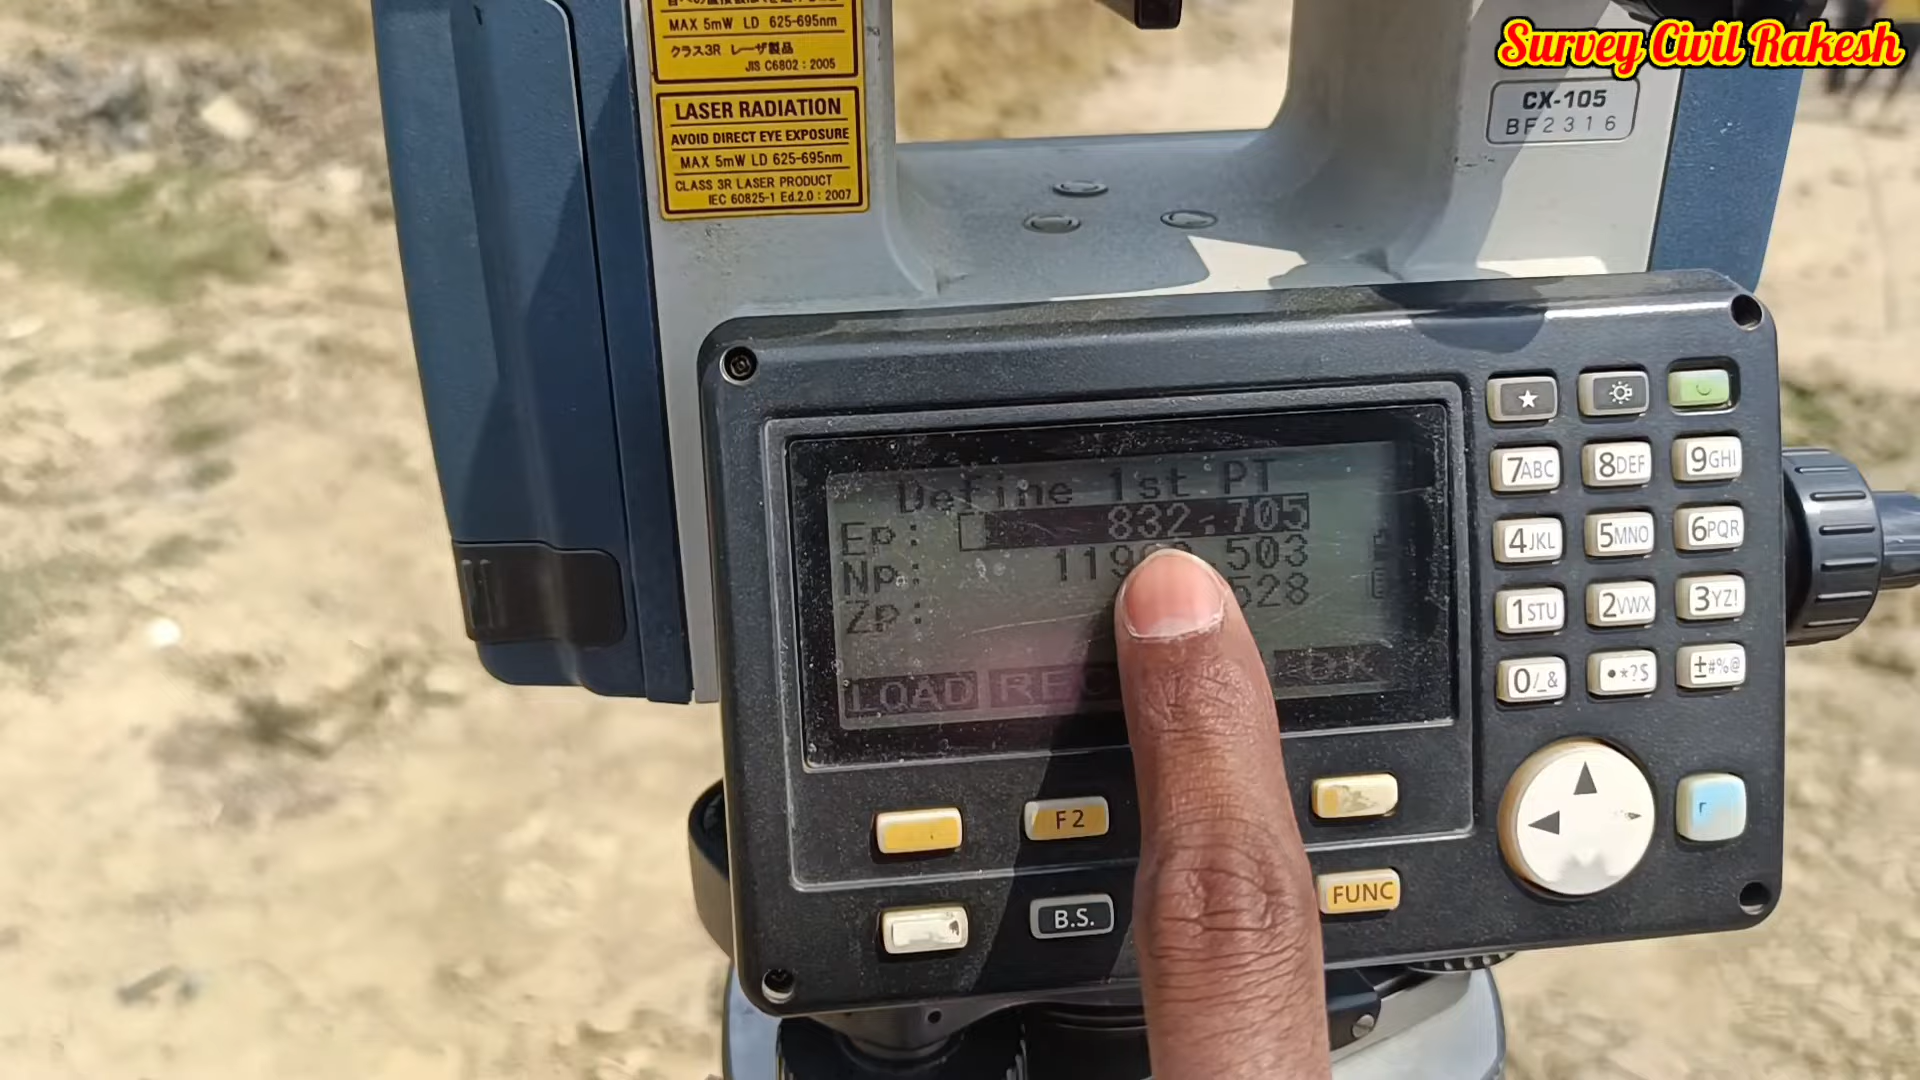 Survey Civil Rakesh
MAX 5mW LD 625-695nm
クラス3R レーザ製品
JIS C6802:2005
LASER RADIATION
AVOID DIRECT EYE EXPOSURE
MAX 5mW LD 625-695nm
CLASS 3R LASER PRODUCT
IEC 60825-1 Ed.2.0:2007
CX-105
BF2316
Define 1st PT
Ep: 832.705
Np: 503
Zp: 528
LOAD REC OK
7ABC 8DEF 9GHI
4JKL 5MNO 6PQR
1STU 2VWX 3YZ!
0/_& •*?$ ±#%@
F2
B.S. FUNC